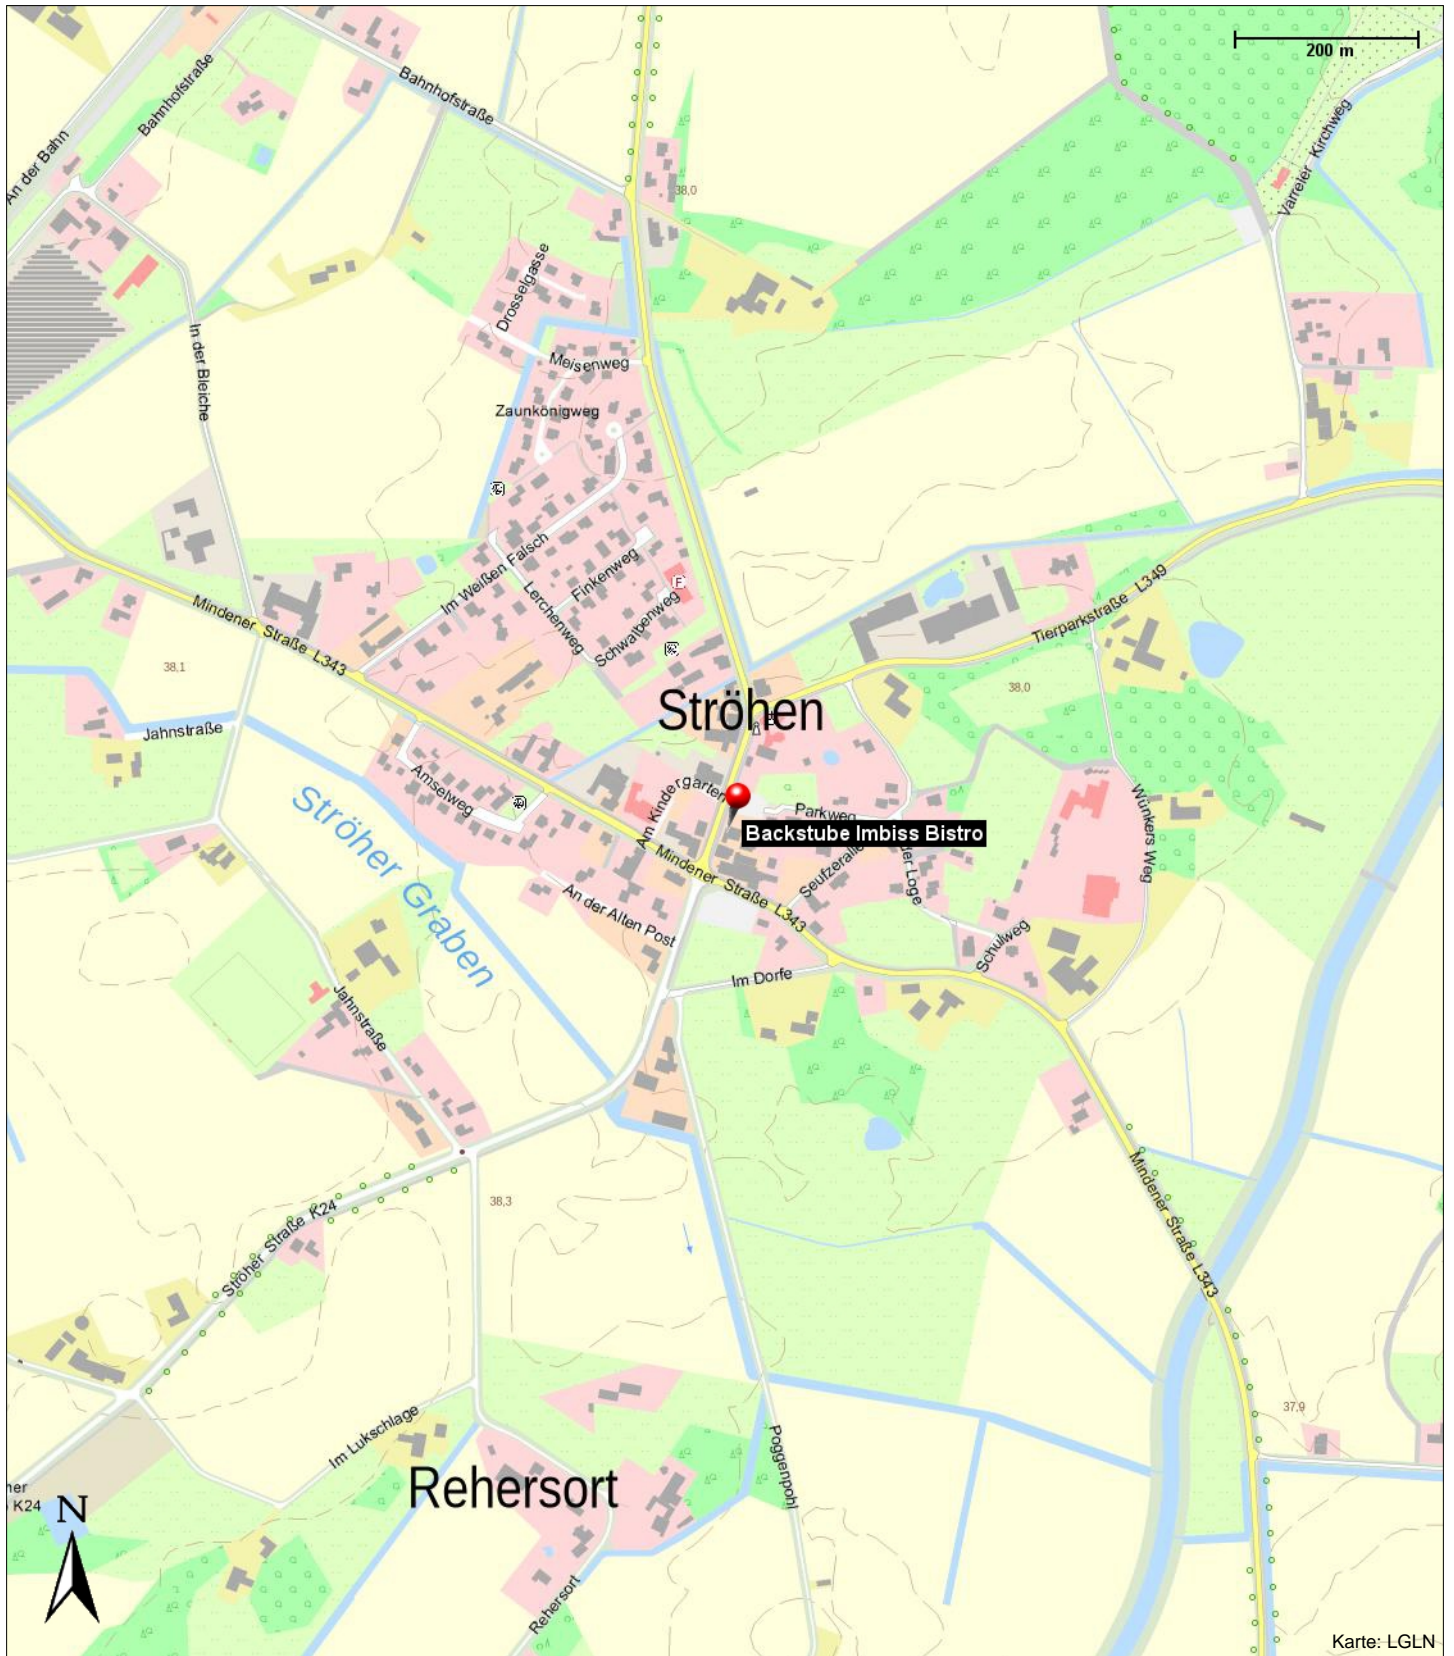 200 m
Bahnhofstraße
Bahnhofstraße
An der Bahn
Varreler Kirchweg
38,0
Drosselgasse
In der Bleiche
Meisenweg
Zaunkönigweg
Im Weißen Falsch
Finkenweg
F
Lerchenweg
Schwalbenweg
Mindener Straße L343
Tierparkstraße L349
38,1
38,0
Ströhen
Jahnstraße
Amselweg
Am Kindergarten
Parkweg
Wünkers Weg
Backstube Imbiss Bistro
Ströher Graben
Mindener Straße L343
Seufzerallee
der Loge
An der Alten Post
Schulweg
Im Dorfe
Jahnstraße
Mindener Straße L343
38,3
Ströher Straße K24
37,9
Im Lukschlage
Poggenpohl
Rehersort
K24
N
Rehersort
Karte: LGLN